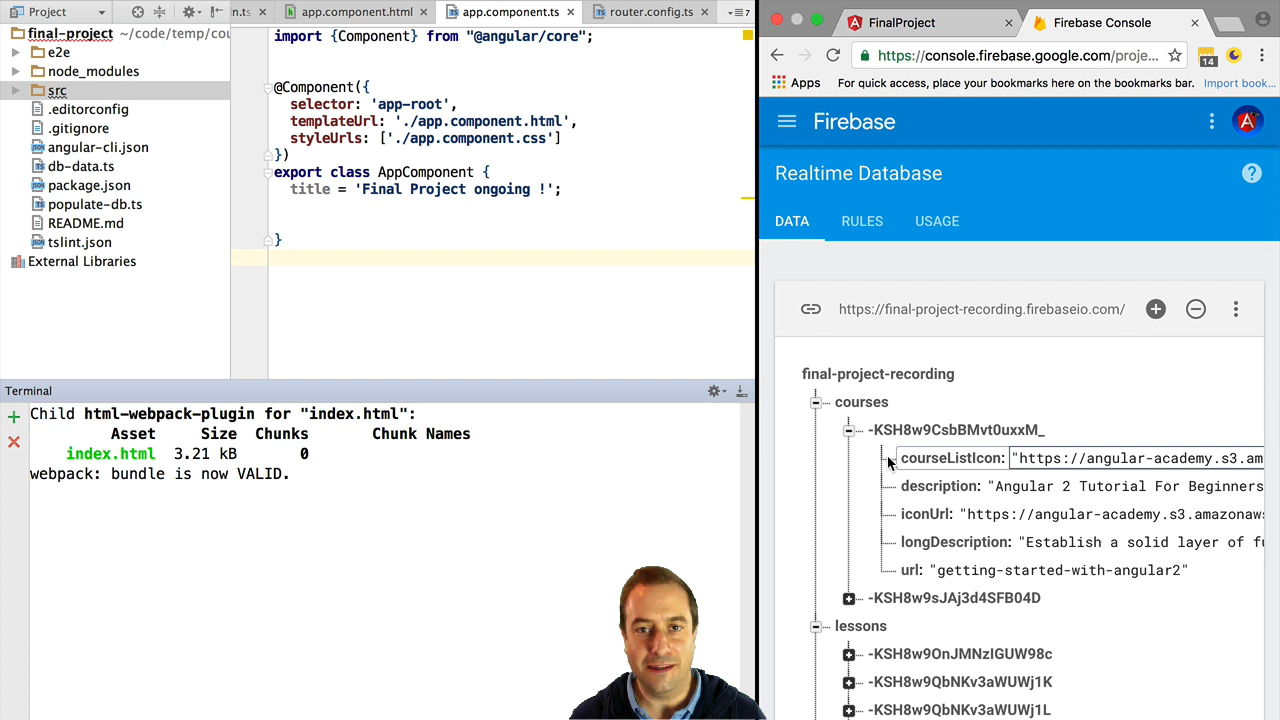 Project
n.ts
app.component.html
app.component.ts
router.config.ts
7
final-project ~/code/temp/cou
e2e
node_modules
src
.editorconfig
.gitignore
angular-cli.json
db-data.ts
package.json
populate-db.ts
README.md
tslint.json
External Libraries
import {Component} from "@angular/core";
@Component({
selector: 'app-root',
templateUrl: './app.component.html',
styleUrls: ['./app.component.css']
})
export class AppComponent {
title = 'Final Project ongoing !';
}
Terminal
Child html-webpack-plugin for "index.html":
Asset Size Chunks Chunk Names
index.html 3.21 kB 0
webpack: bundle is now VALID.
FinalProject
Firebase Console
https://console.firebase.google.com/proje...
14
Apps
For quick access, place your bookmarks here on the bookmarks bar.
Import book...
Firebase
Realtime Database
DATA RULES USAGE
https://final-project-recording.firebaseio.com/
final-project-recording
courses
-KSH8w9CsbBMvt0uxxM_
courseListIcon: "https://angular-academy.s3.am
description: "Angular 2 Tutorial For Beginners
iconUrl: "https://angular-academy.s3.amazonaws
longDescription: "Establish a solid layer of fu
url: "getting-started-with-angular2"
-KSH8w9sJAj3d4SFB04D
lessons
-KSH8w9OnJMNzIGUW98c
-KSH8w9QbNKv3aWUWj1K
-KSH8w9QbNKv3aWUWj1L